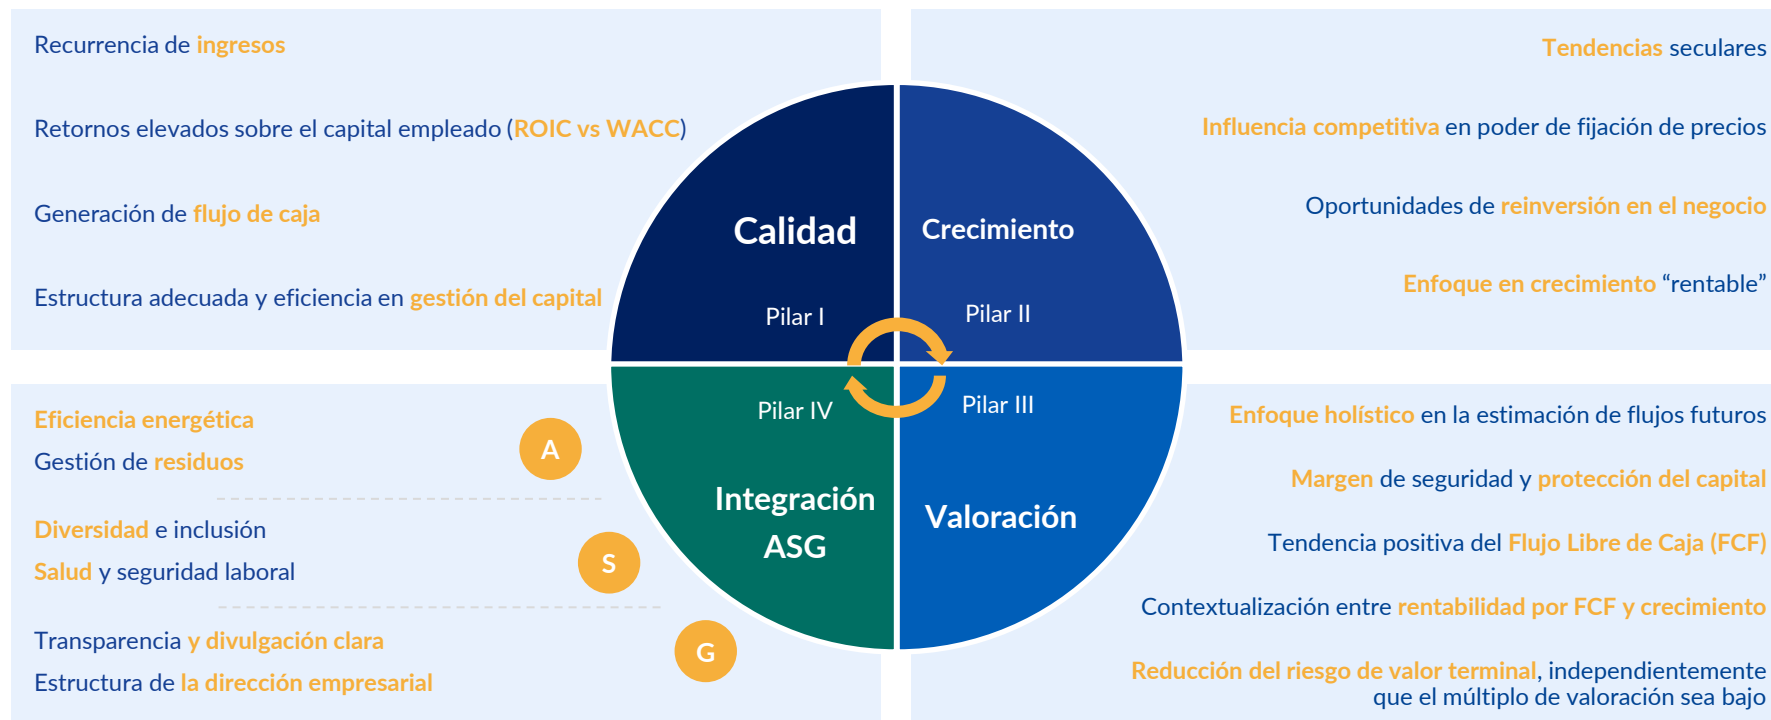 Recurrencia de ingresos
Retornos elevados sobre el capital empleado (ROIC vs WACC)
Generación de flujo de caja
Estructura adecuada y eficiencia en gestión del capital
Calidad
Pilar I
Tendencias seculares
Influencia competitiva en poder de fijación de precios
Oportunidades de reinversión en el negocio
Enfoque en crecimiento “rentable”
Crecimiento
Pilar II
Eficiencia energética
Gestión de residuos
A
Diversidad e inclusión
Salud y seguridad laboral
S
Transparencia y divulgación clara
Estructura de la dirección empresarial
G
Pilar IV
Integración
ASG
Pilar III
Valoración
Enfoque holístico en la estimación de flujos futuros
Margen de seguridad y protección del capital
Tendencia positiva del Flujo Libre de Caja (FCF)
Contextualización entre rentabilidad por FCF y crecimiento
Reducción del riesgo de valor terminal, independientemente
que el múltiplo de valoración sea bajo